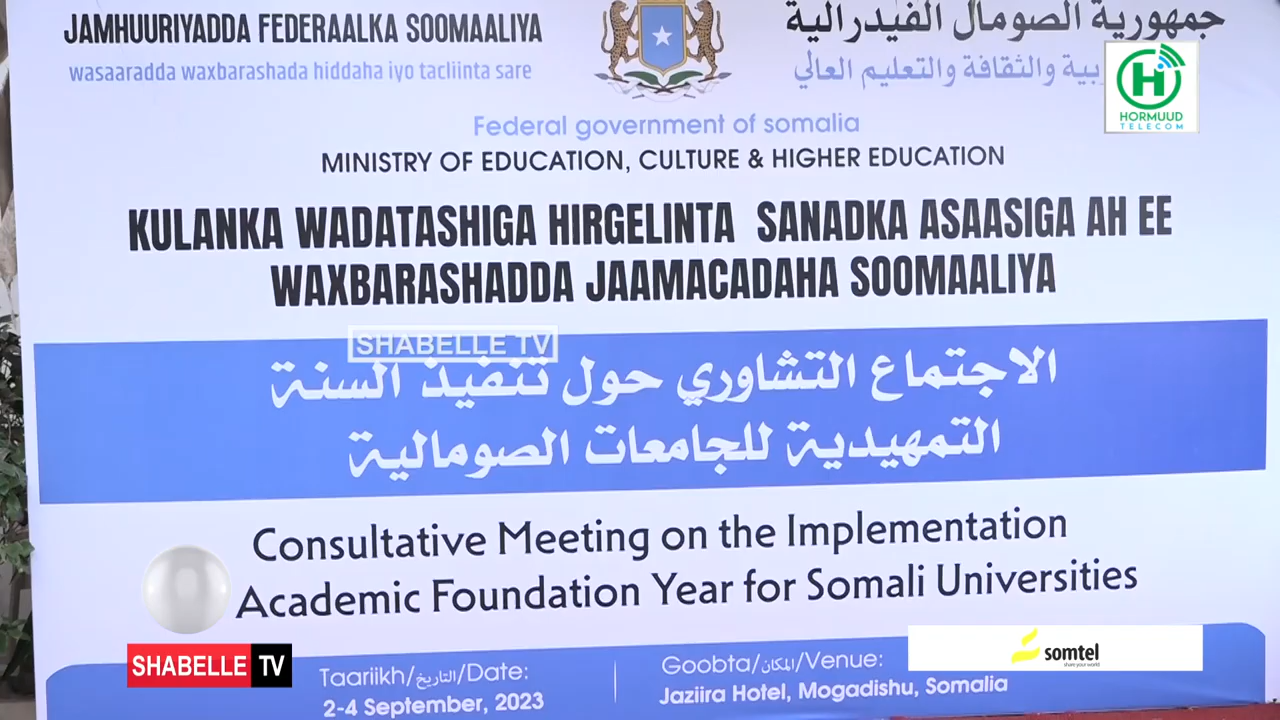 JAMHUURIYADDA FEDERAALKA SOOMAALIYA
wasaaradda waxbarashada hiddaha iyo tacliinta sare
جمهورية الصومال الفيدرالية
والثقافة والتعليم العالي
HORMUUD
TELECOM
Federal government of somalia
MINISTRY OF EDUCATION, CULTURE & HIGHER EDUCATION
KULANKA WADATASHIGA HIRGELINTA SANADKA ASAASIGA AH EE
WAXBARASHADDA JAAMACADAHA SOOMAALIYA
SHABELLE TV
الاجتماع التشاوري حول تنفيذ السنة
التمهيدية للجامعات الصومالية
Consultative Meeting on the Implementation
Academic Foundation Year for Somali Universities
Taariikh/التاريخ/Date:
2-4 September, 2023
Goobta/المكان/Venue:
Jaziira Hotel, Mogadishu, Somalia
SHABELLE TV
somtel
share your world